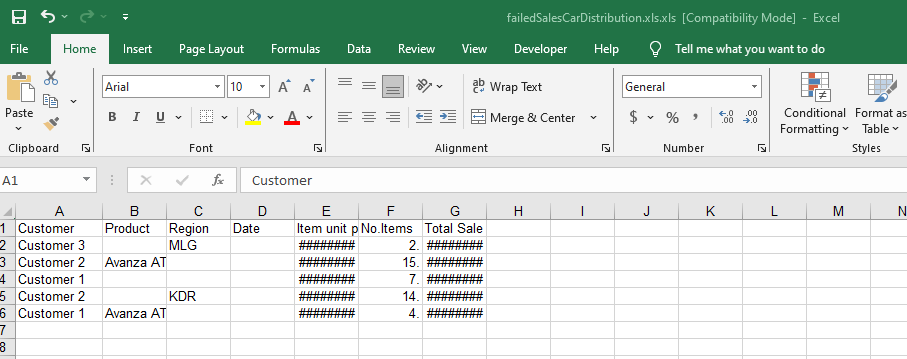 failedSalesCarDistribution.xls.xls [Compatibility Mode] - Excel
File Home Insert Page Layout Formulas Data Review View Developer Help Tell me what you want to do
Arial 10 A A ab Wrap Text General
Paste B I U A Merge & Center $ % , .00 .0 Conditional Formatting Format as Table
Clipboard Font Alignment Number Styles
A1 fx Customer
A B C D E F G H I J K L M N
1 Customer Product Region Date Item unit p No.Items Total Sale
2 Customer 3 MLG ######## 2. ########
3 Customer 2 Avanza AT ######## 15. ########
4 Customer 1 ######## 7. ########
5 Customer 2 KDR ######## 14. ########
6 Customer 1 Avanza AT ######## 4. ########
7
8